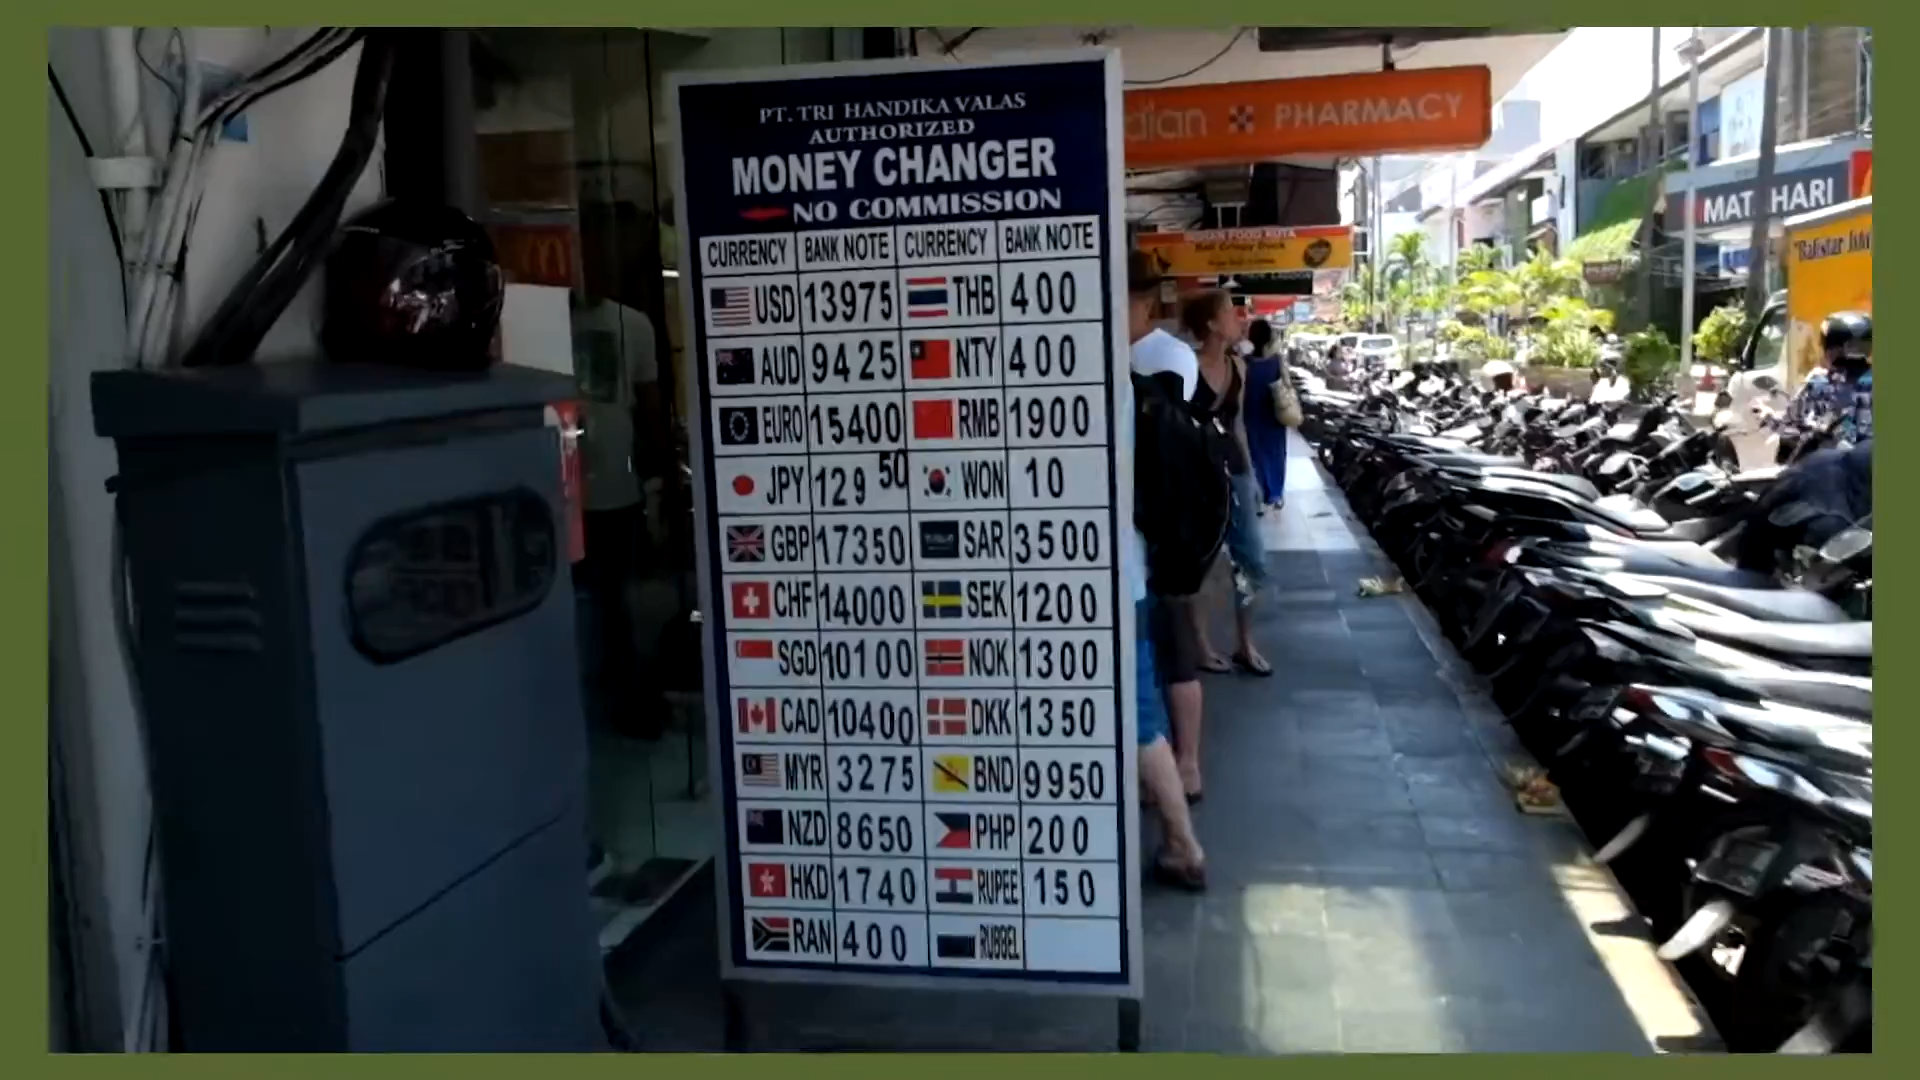 PT. TRI HANDIKA VALAS
AUTHORIZED
MONEY CHANGER
NO COMMISSION
CURRENCY BANK NOTE CURRENCY BANK NOTE
USD 13975 THB 400
AUD 9425 NTY 400
EURO 15400 RMB 1900
JPY 129 50 WON 10
GBP 17350 SAR 3500
CHF 14000 SEK 1200
SGD 10100 NOK 1300
CAD 10400 DKK 1350
MYR 3275 BND 9950
NZD 8650 PHP 200
HKD 1740 RUPEE 150
RAN 400 RUBBEL
dian PHARMACY
MAT HARI